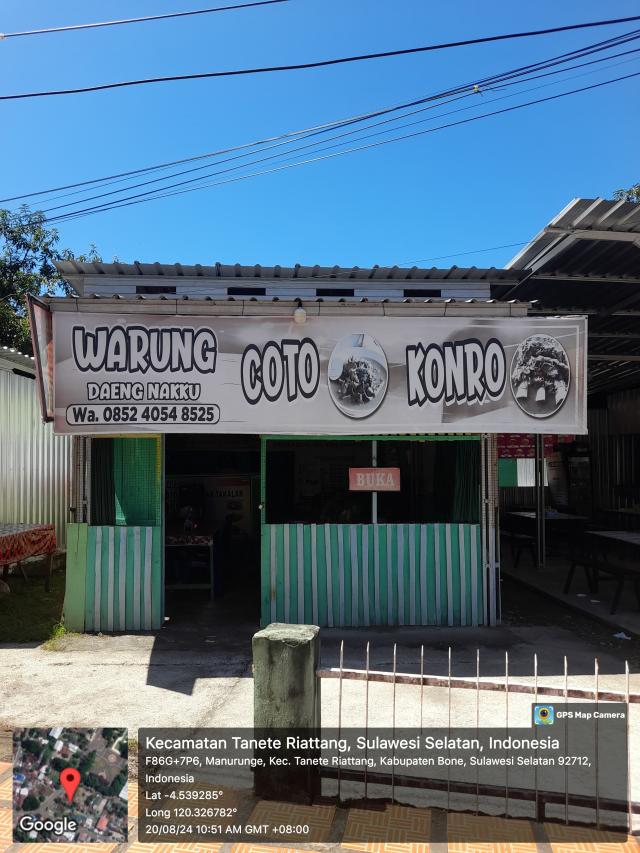 WARUNG
DAENG NAKKU
Wa. 0852 4054 8525
COTO
KONRO
BUKA
GPS Map Camera
Kecamatan Tanete Riattang, Sulawesi Selatan, Indonesia
F86G+7P6, Manurunge, Kec. Tanete Riattang, Kabupaten Bone, Sulawesi Selatan 92712,
Indonesia
Lat -4.539285°
Long 120.326782°
20/08/24 10:51 AM GMT +08:00
Google